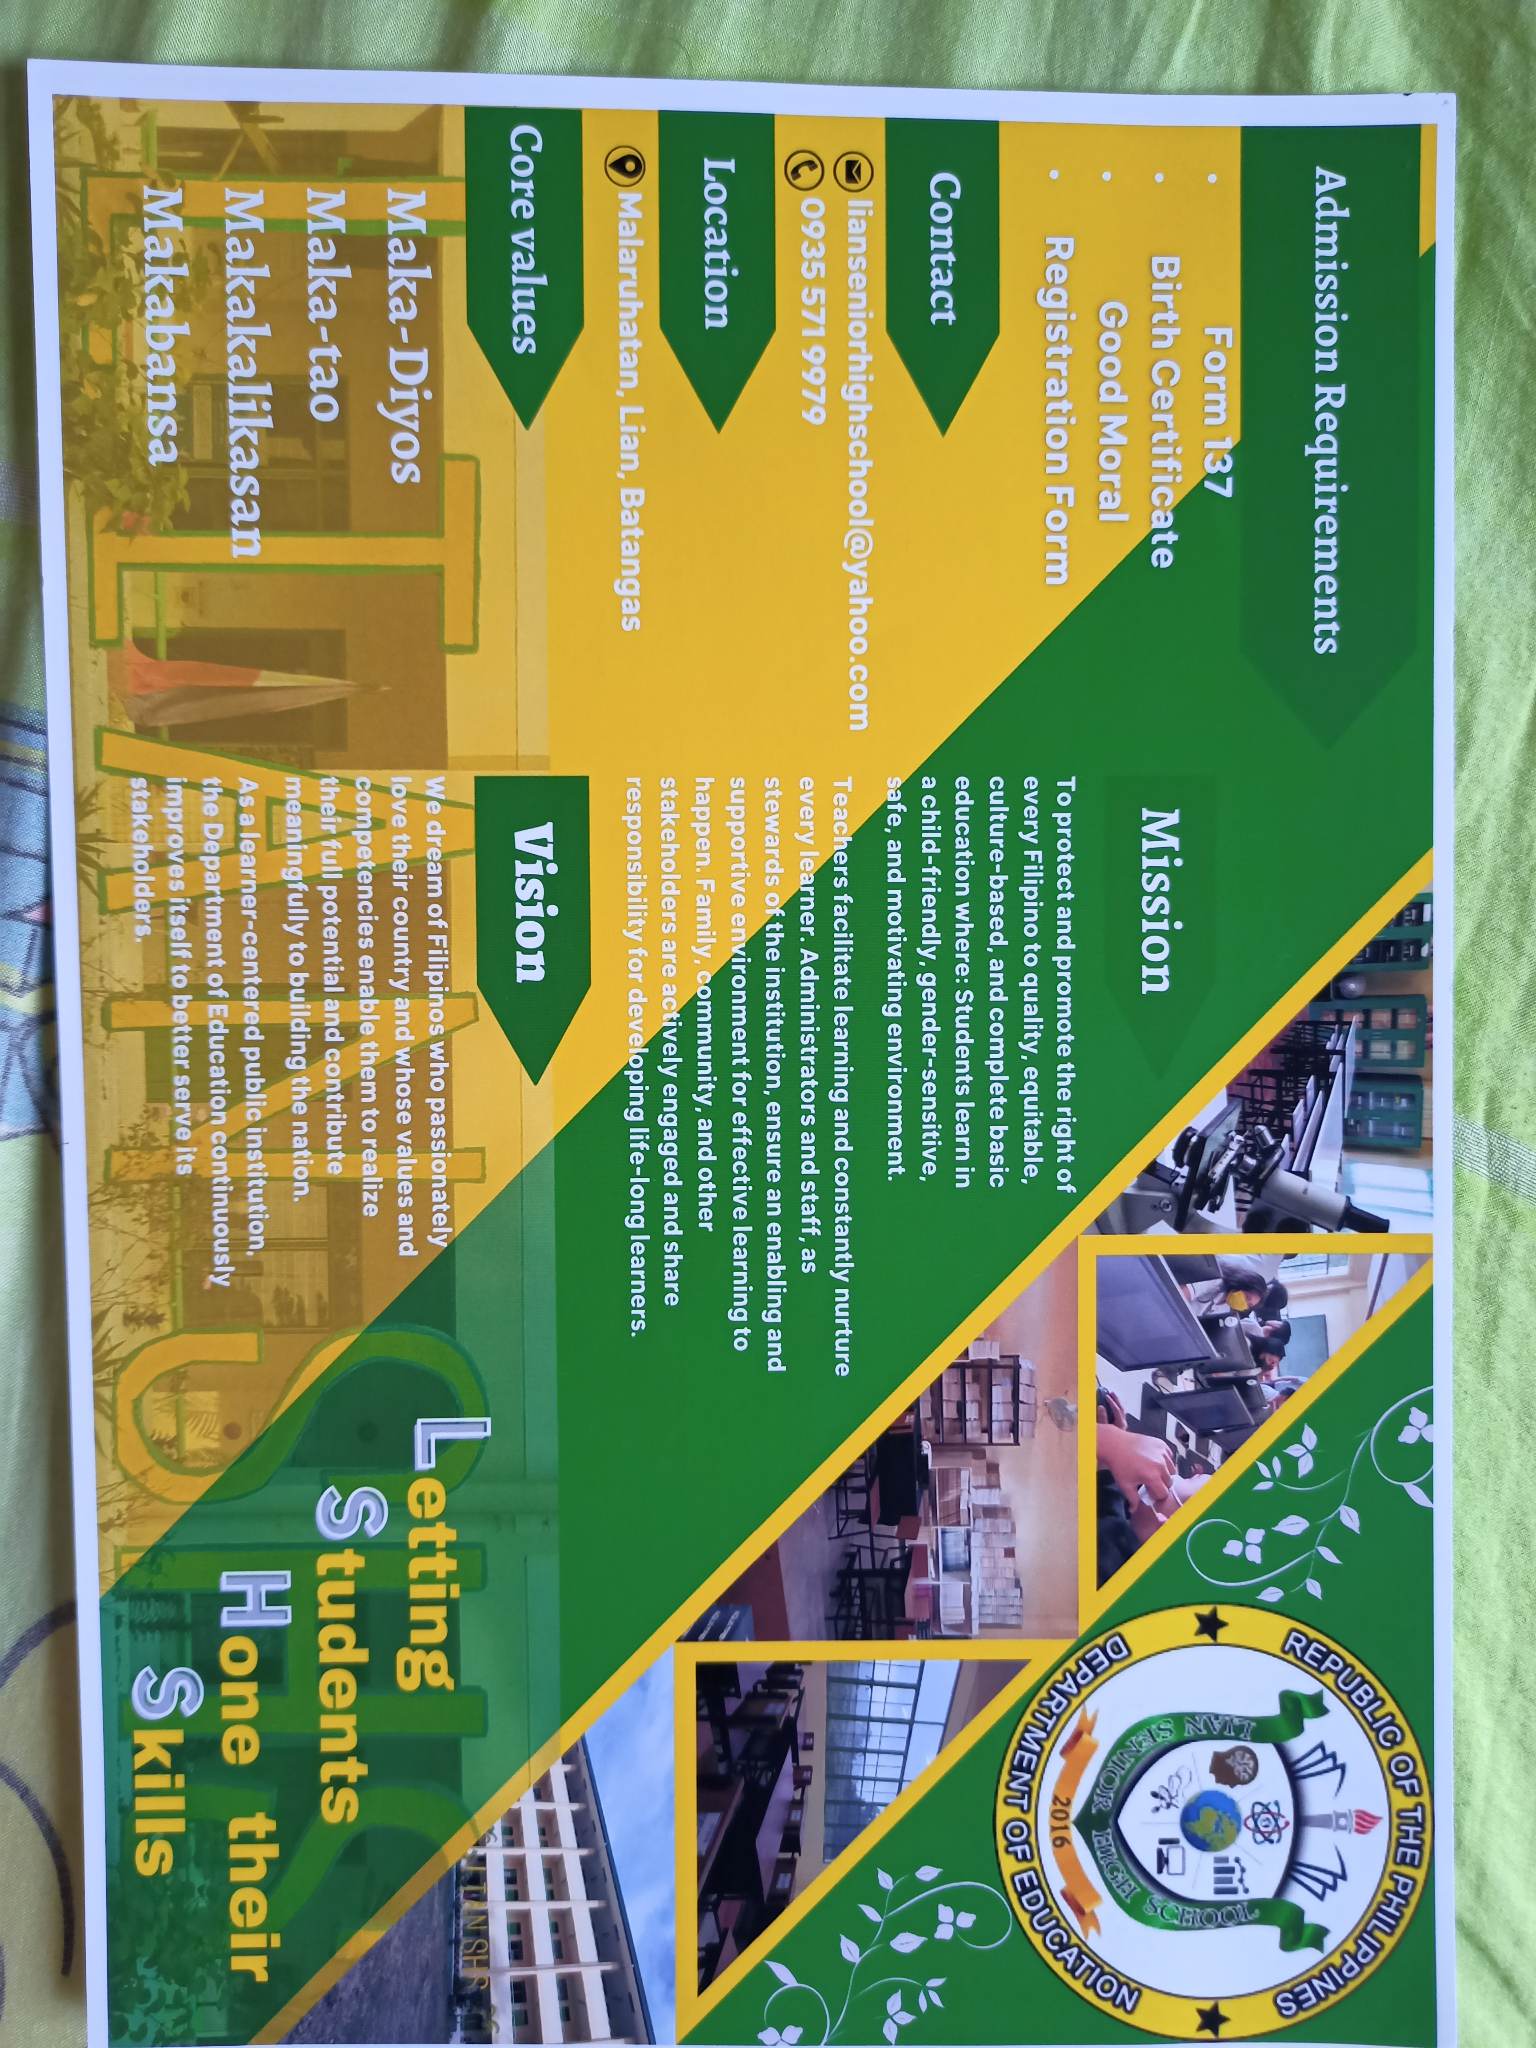 Admission Requirements
Form 137
Birth Certificate
Good Moral
Registration Form
Contact
lianseniorhighschool@yahoo.com
0935 571 9979
Location
Malaruhatan, Lian, Batangas
Core values
Maka-Diyos
Maka-tao
Makakalikasan
Makabansa
Mission
To protect and promote the right of
every Filipino to quality, equitable,
culture-based, and complete basic
education where: Students learn in
a child-friendly, gender-sensitive,
safe, and motivating environment.
Teachers facilitate learning and constantly nurture
every learner. Administrators and staff, as
stewards of the institution, ensure an enabling and
supportive environment for effective learning to
happen. Family, community, and other
stakeholders are actively engaged and share
responsibility for developing life-long learners.
Vision
We dream of Filipinos who passionately
love their country and whose values and
competencies enable them to realize
their full potential and contribute
meaningfully to building the nation.
As a learner-centered public institution,
the Department of Education continuously
improves itself to better serve its
stakeholders.
LIAN SHS
REPUBLIC OF THE PHILIPPINES
LIAN SENIOR HIGH SCHOOL
2016
DEPARTMENT OF EDUCATION
LIAN SHS
Letting
Students
Hone their
Skills